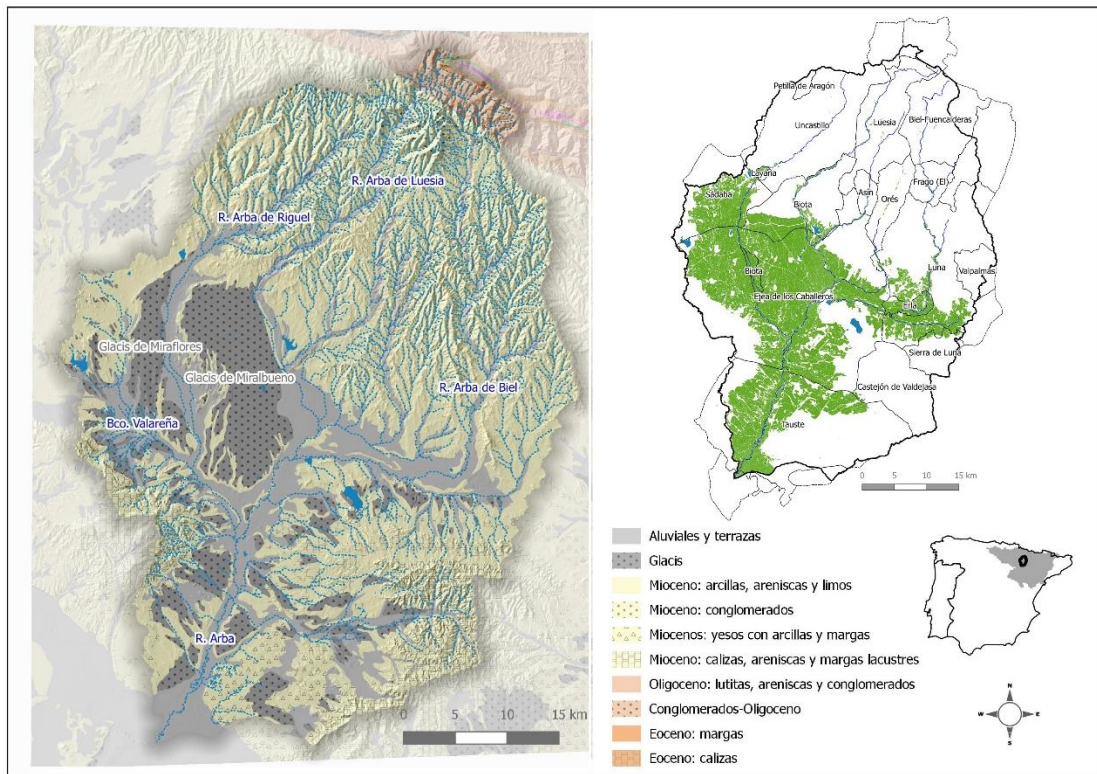 R. Arba de Luesia
R. Arba de Riguel
Glacis de Miraflores
Glacis de Miralbueno
R. Arba de Biel
Bco. Valareña
R. Arba
0 5 10 15 km
Petilla de Aragón
Uncastillo
Luesia
Biel-Fuencalderas
Layana
Sádaba
Asín
Frago (El)
Biota
Orés
Luna
Valpalmas
Biota
Ejea de los Caballeros
Erla
Sierra de Luna
Castejón de Valdejasa
Tauste
0 5 10 15 km
Aluviales y terrazas
Glacis
Mioceno: arcillas, areniscas y limos
Mioceno: conglomerados
Miocenos: yesos con arcillas y margas
Mioceno: calizas, areniscas y margas lacustres
Oligoceno: lutitas, areniscas y conglomerados
Conglomerados-Oligoceno
Eoceno: margas
Eoceno: calizas
N
W E
S